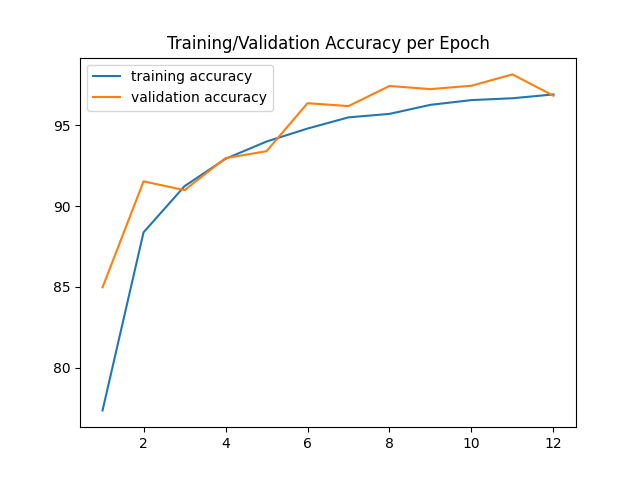 Training/Validation Accuracy per Epoch
training accuracy
validation accuracy
95
90
85
80
2 4 6 8 10 12